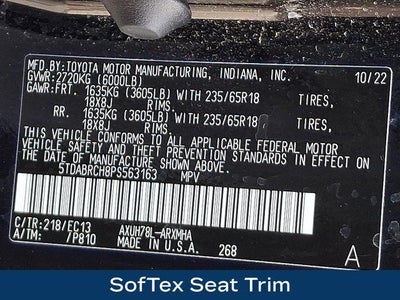 MFD.BY:TOYOTA MOTOR MANUFACTURING, INDIANA, INC. 10/22
GVWR:2720KG (6000LB)
GAWR:FRT. 1635KG (3605LB) WITH 235/65R18 TIRES,
18X8J RIMS,
RR. 1635KG (3605LB) WITH 235/65R18 TIRES,
18X8J RIMS,
THIS VEHICLE CONFORMS TO ALL APPLICABLE FEDERAL MOTOR
VEHICLE SAFETY AND THEFT PREVENTION STANDARDS IN
EFFECT ON THE DATE OF MANUFACTURE SHOWN ABOVE.
5TDABRCH8PS563163 MPV
C/TR:218/EC13 AXUH78L-ARXMHA
A/TM: /P810 MADE IN U.S.A. 268 A
SofTex Seat Trim